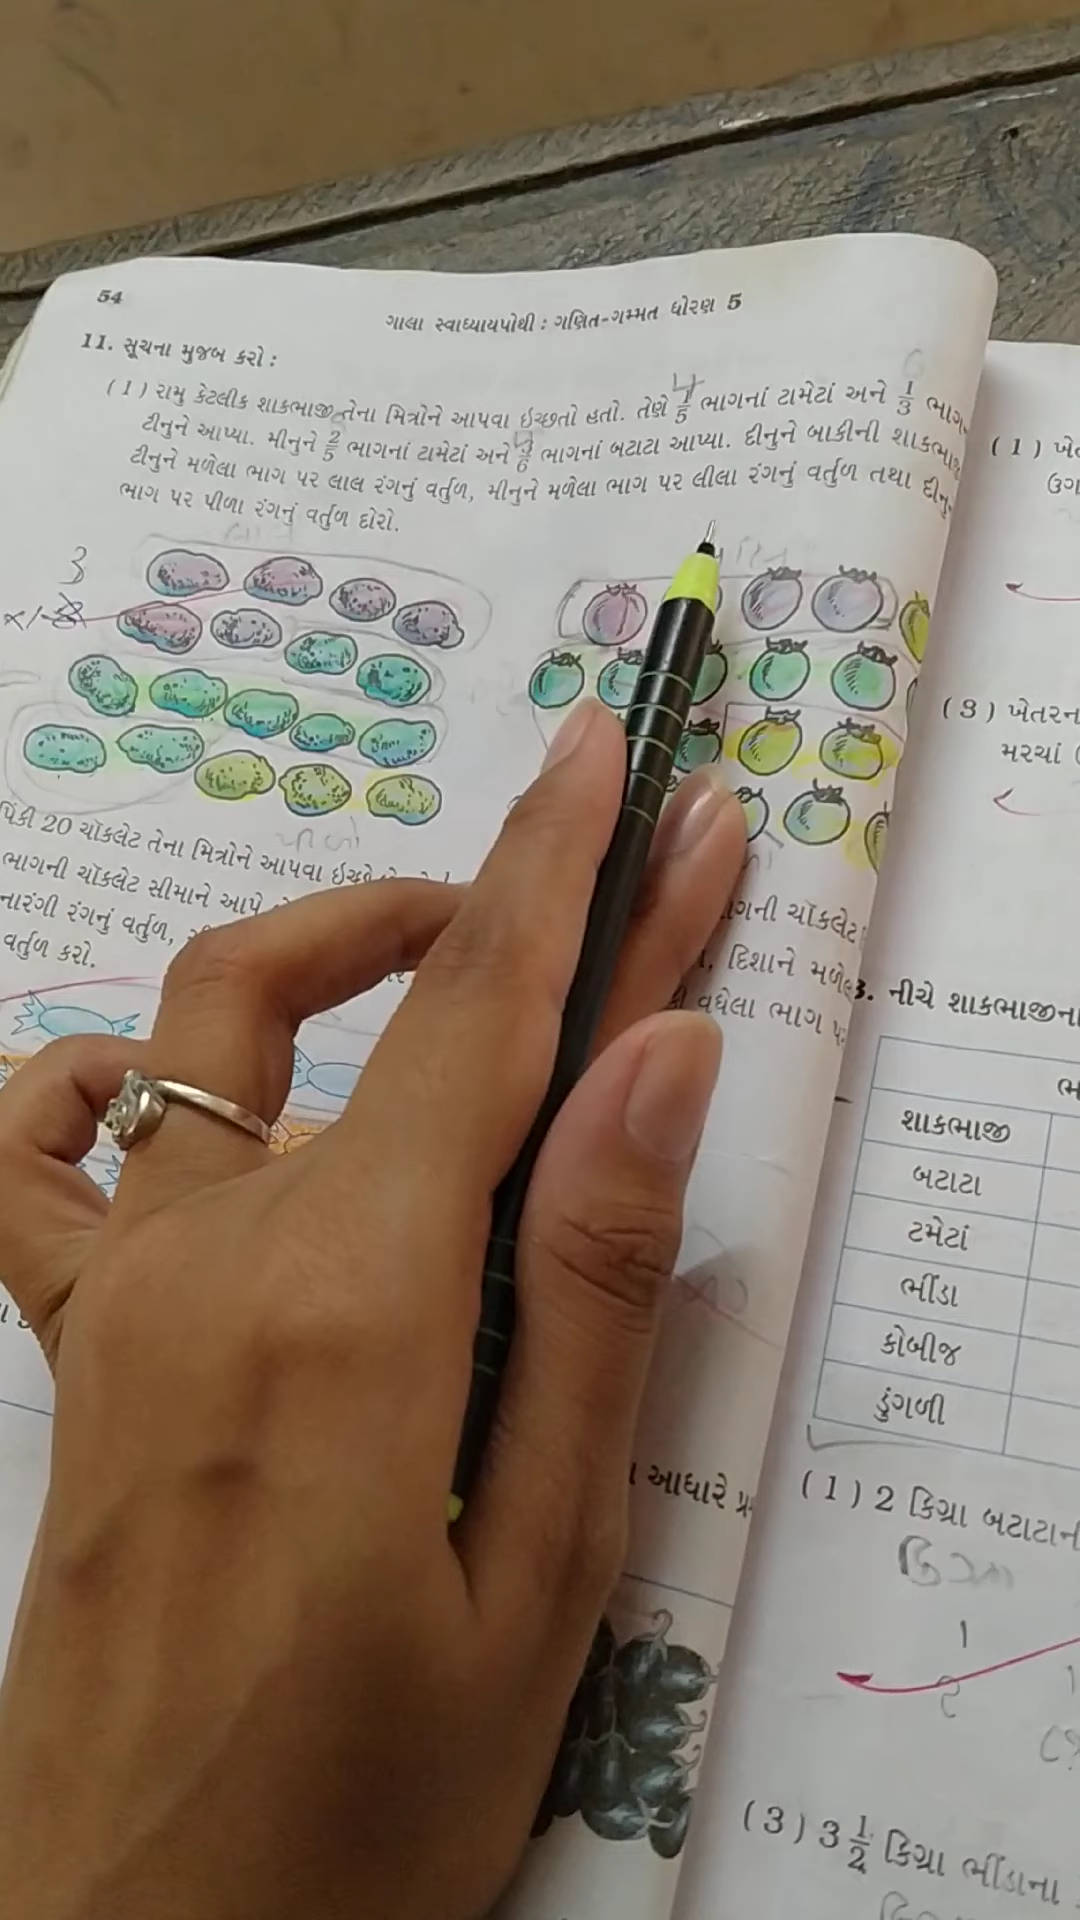 54
ગાલા સ્વાધ્યાયપોથી : ગણિત-ગમ્મત ધોરણ 5
11. સૂચના મુજબ કરો :
(1) રામુ કેટલીક શાકભાજી તેના મિત્રોને આપવા ઇચ્છતો હતો. તેણે 1/5 ભાગનાં ટામેટાં અને 1/3 ભાગ
ટીનુને આપ્યા. મીનુને 2/5 ભાગનાં ટામેટાં અને ભાગનાં બટાટા આપ્યા. દીનુને બાકીની શાકભા
ટીનુને મળેલા ભાગ પર લાલ રંગનું વર્તુળ, મીનુને મળેલા ભાગ પર લીલા રંગનું વર્તુળ તથા દીનુ
ભાગ પર પીળા રંગનું વર્તુળ દોરો.
3
પીળો
પિંકી 20 ચૉકલેટ તેના મિત્રોને આપવા
ભાગની ચૉકલેટ સીમાને આપે
નારંગી રંગનું વર્તુળ,
વર્તુળ કરો.
ગની ચૉકલેટ
દિશાને મળે
વધેલા ભાગ પ
આધારે પ્ર
(1) ખે
ઉગ
(3) ખેતરન
મરચાં
3. નીચે શાકભાજીના
ભ
શાકભાજી
બટાટા
ટમેટાં
ભીંડા
કોબીજ
ડુંગળી
(1) 2 કિગ્રા બટાટાન
1
(3) 3 1/2 કિગ્રા ભીંડાના